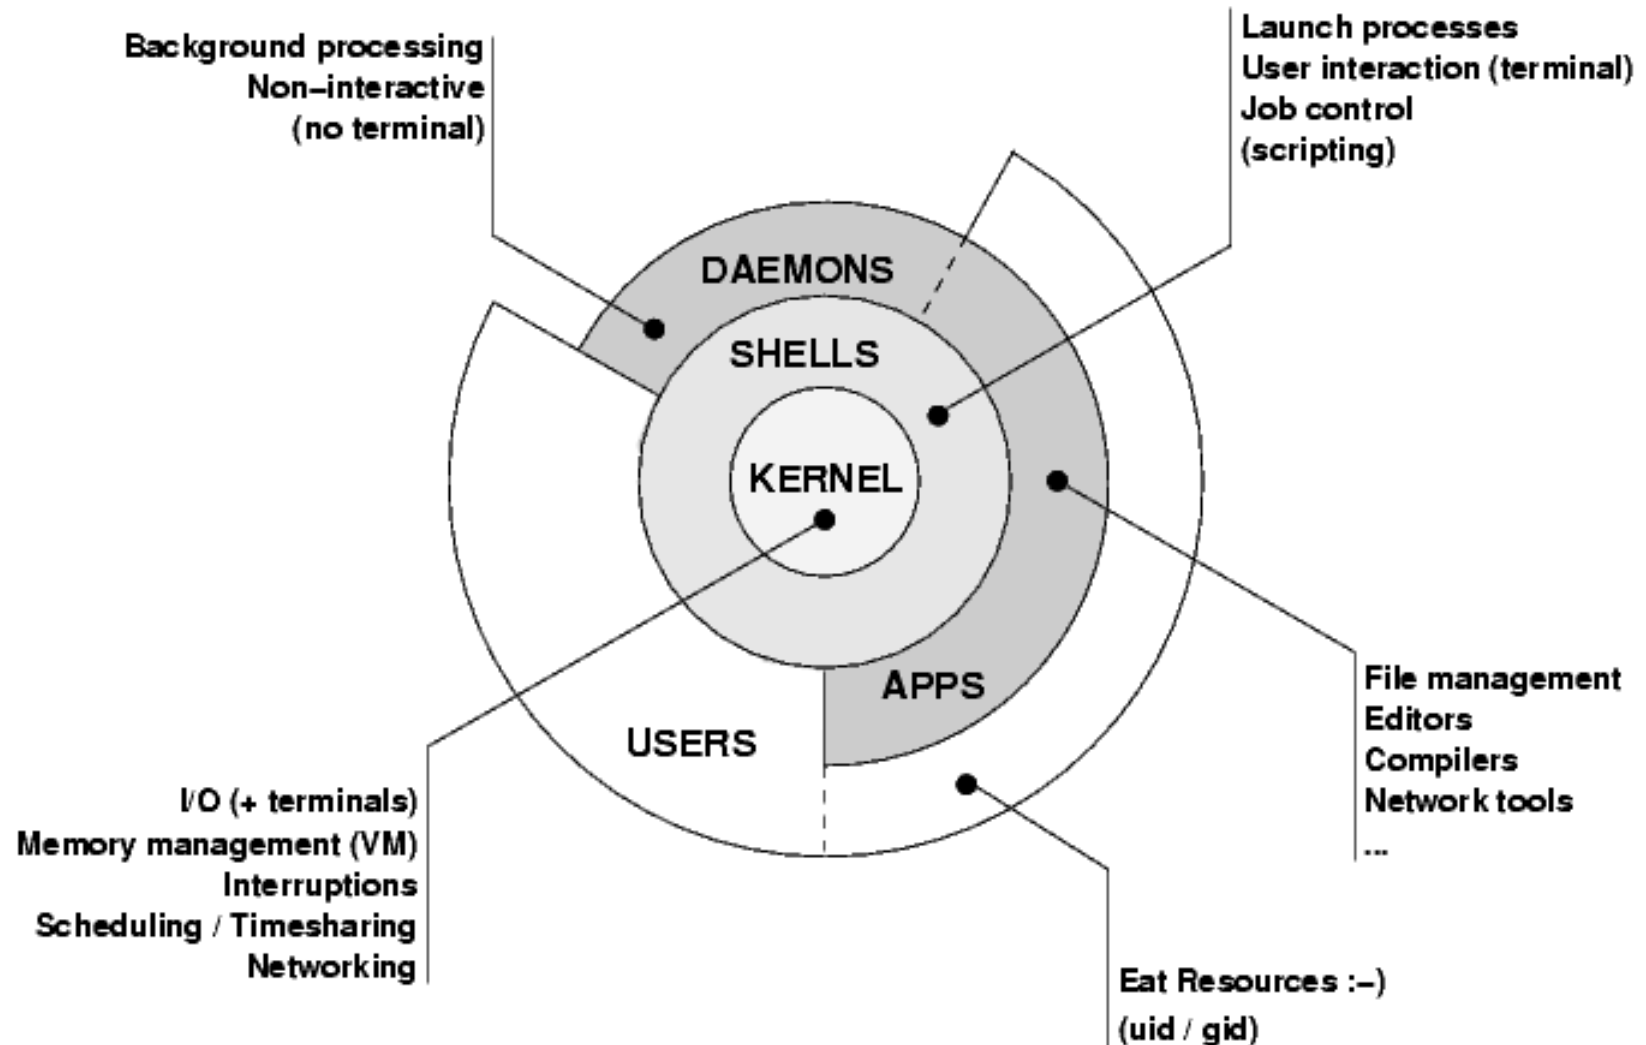 Background processing
Non-interactive
(no terminal)
Launch processes
User interaction (terminal)
Job control
(scripting)
DAEMONS
SHELLS
KERNEL
APPS
USERS
File management
Editors
Compilers
Network tools
...
I/O (+ terminals)
Memory management (VM)
Interruptions
Scheduling / Timesharing
Networking
Eat Resources :-)
(uid / gid)